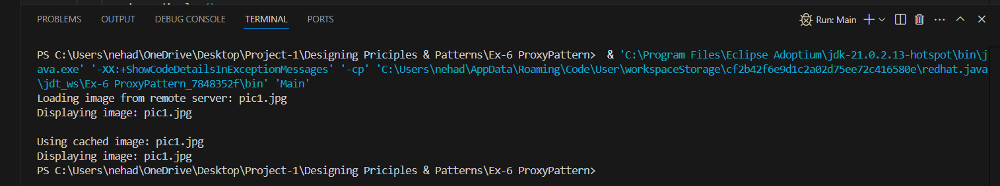 PROBLEMS OUTPUT DEBUG CONSOLE TERMINAL PORTS Run: Main
PS C:\Users\nehad\OneDrive\Desktop\Project-1\Designing Priciples & Patterns\Ex-6 ProxyPattern>  & 'C:\Program Files\Eclipse Adoptium\jdk-21.0.2.13-hotspot\bin\j
ava.exe' '-XX:+ShowCodeDetailsInExceptionMessages' '-cp' 'C:\Users\nehad\AppData\Roaming\Code\User\workspaceStorage\cf2b42f6e9d1c2a02d75ee72c416580e\redhat.java
\jdt_ws\Ex-6 ProxyPattern_7848352f\bin' 'Main'
Loading image from remote server: pic1.jpg
Displaying image: pic1.jpg

Using cached image: pic1.jpg
Displaying image: pic1.jpg
PS C:\Users\nehad\OneDrive\Desktop\Project-1\Designing Priciples & Patterns\Ex-6 ProxyPattern>